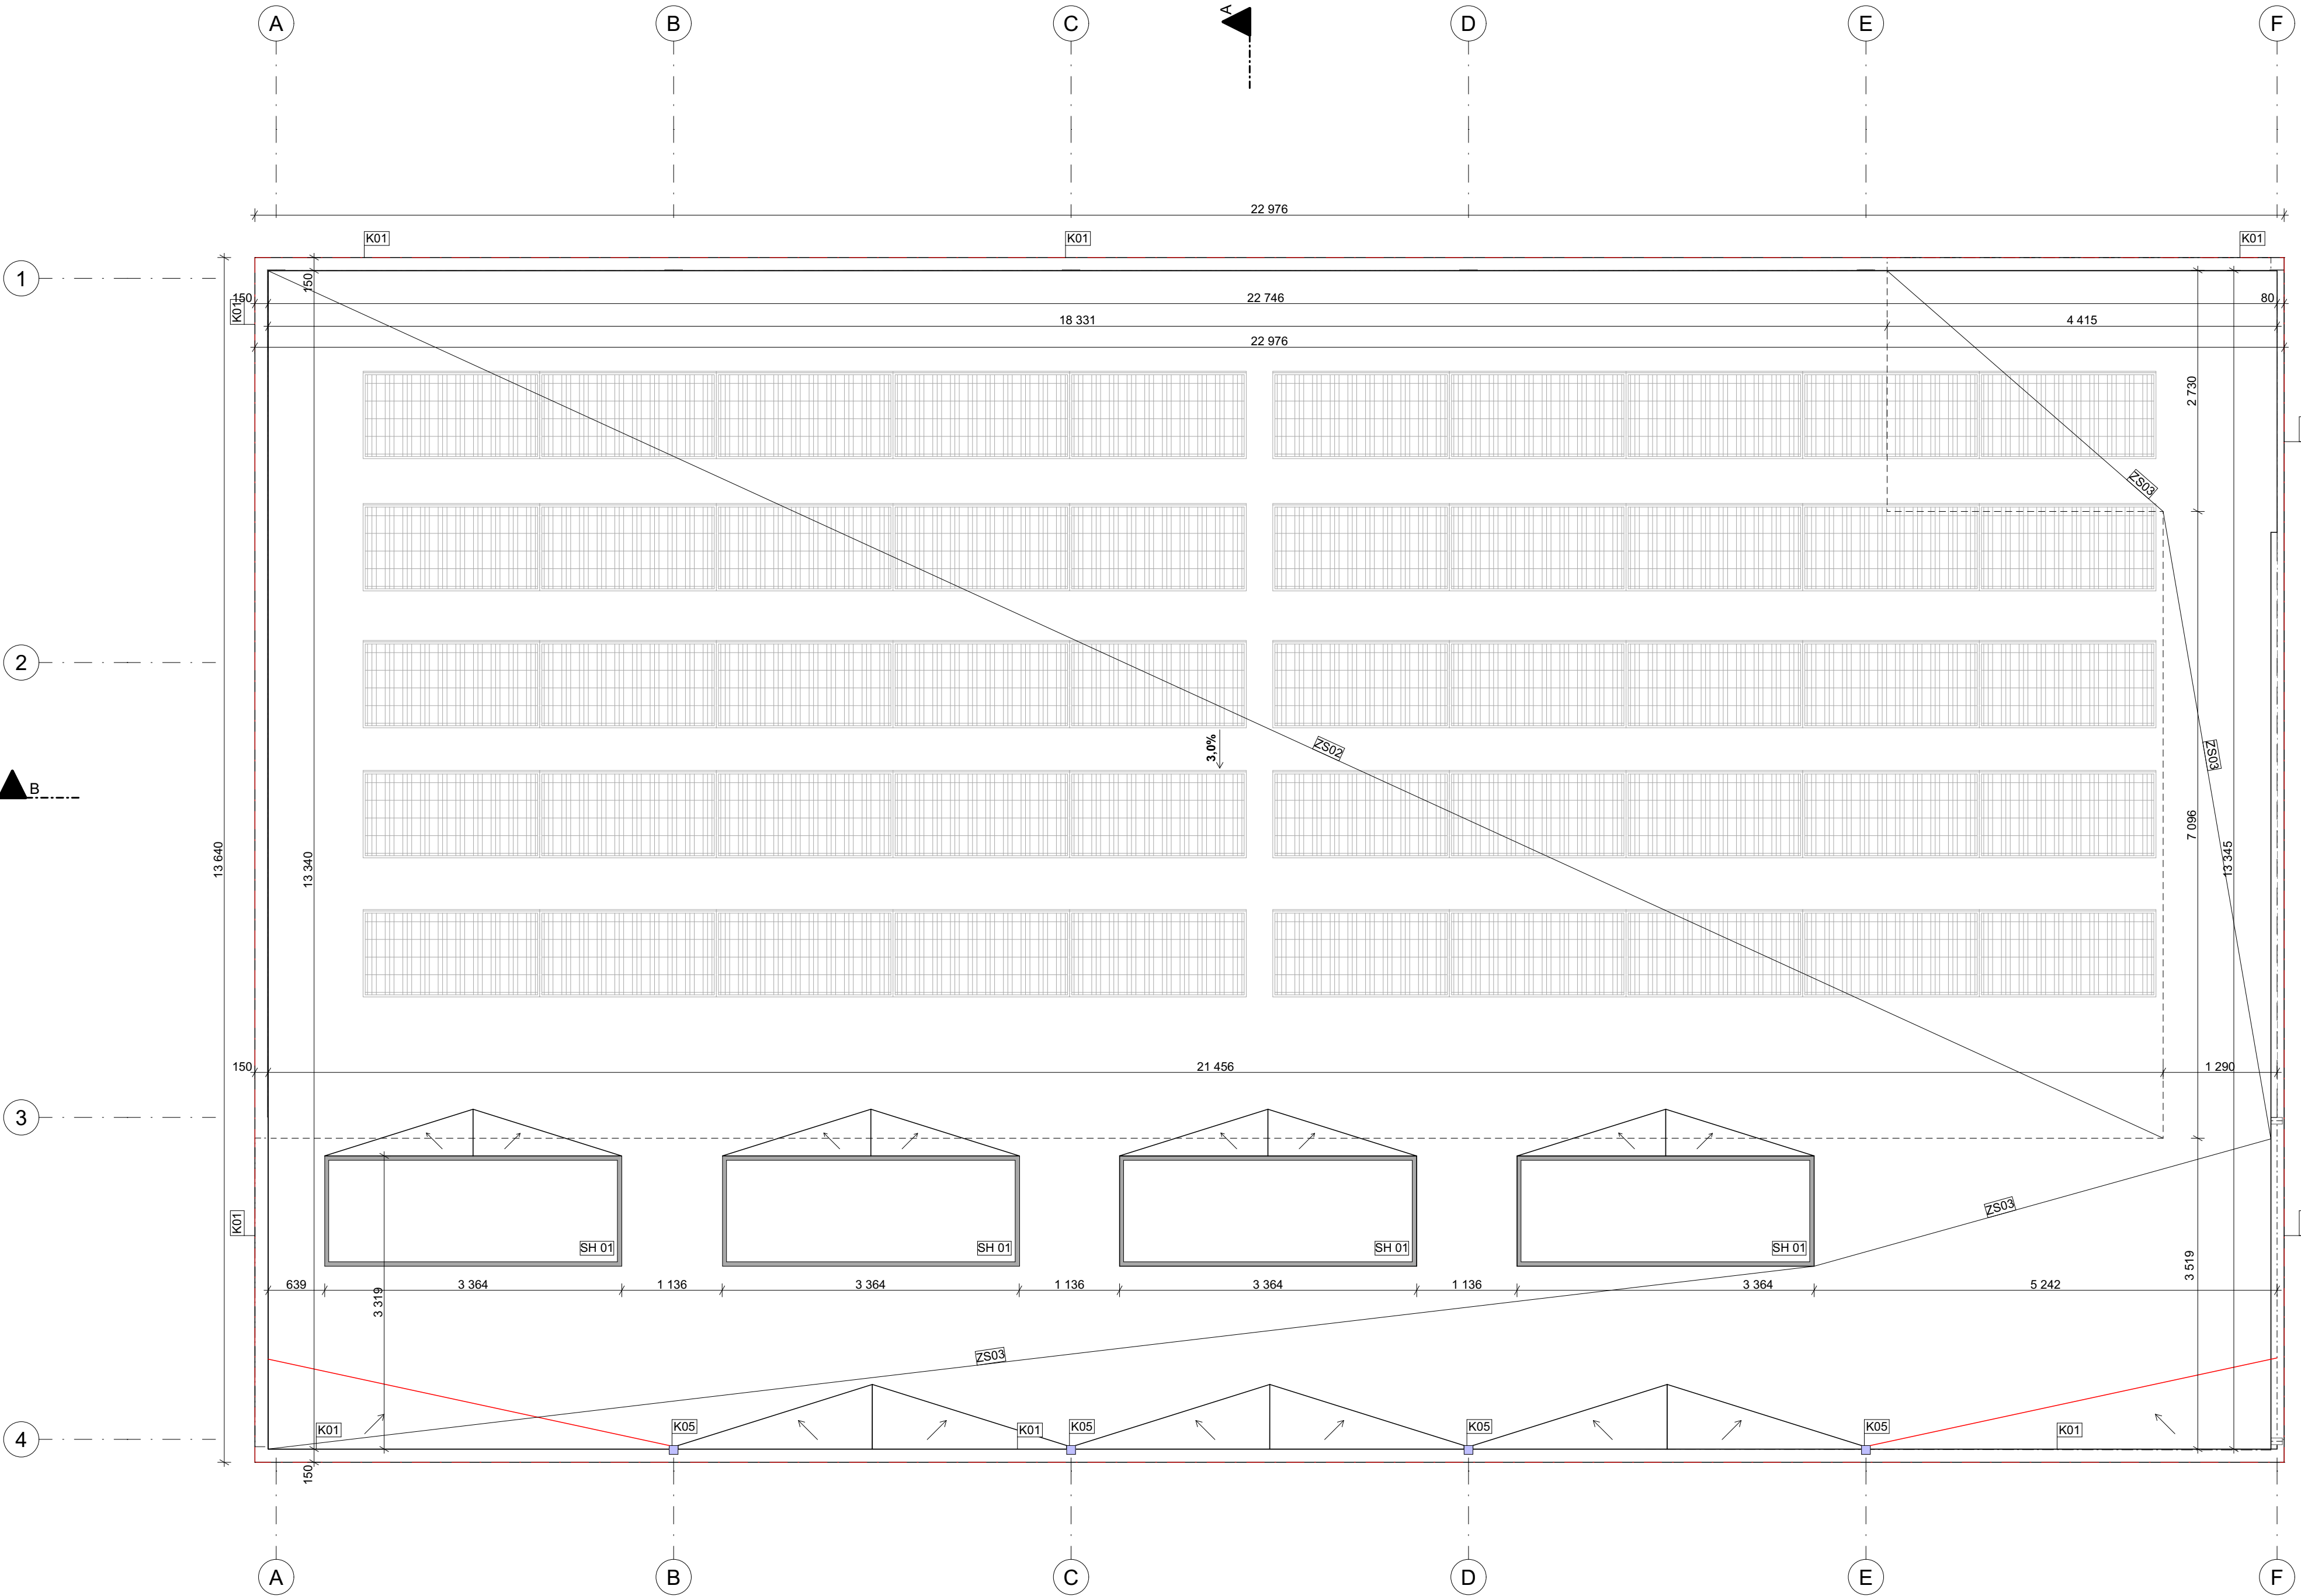 A B C A D E F
22 976
K01 K01 K01
1
150
150 22 746 80
K01
18 331 4 415
22 976
2 730
ZS03
2
3,0%
ZS02
ZS03
B
13 640
13 340
7 096
13 345
150 21 456 1 290
3
K01
ZS03
SH 01 SH 01 SH 01 SH 01
639 3 364 1 136 3 364 1 136 3 364 1 136 3 364 5 242
3 319
3 519
ZS03
4
K01 K05 K01 K05 K05 K05 K01
150
A B C D E F